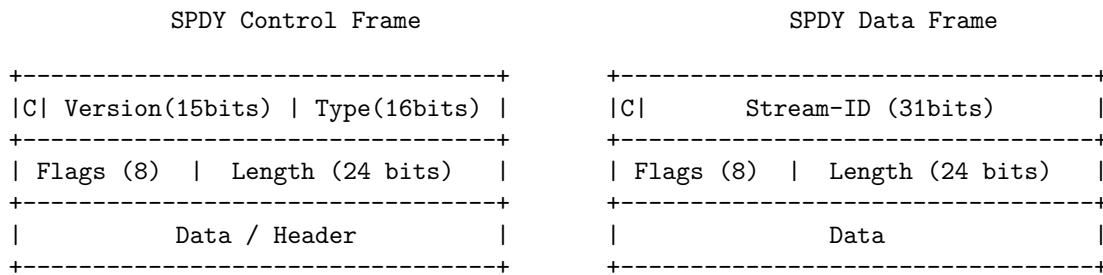 SPDY Control Frame                    SPDY Data Frame
+----------------------------------+       +----------------------------------+
|C| Version(15bits) | Type(16bits) |       |C|       Stream-ID (31bits)       |
+----------------------------------+       +----------------------------------+
| Flags (8)  |  Length (24 bits)   |       | Flags (8)  |  Length (24 bits)   |
+----------------------------------+       +----------------------------------+
|          Data / Header           |       |               Data               |
+----------------------------------+       +----------------------------------+